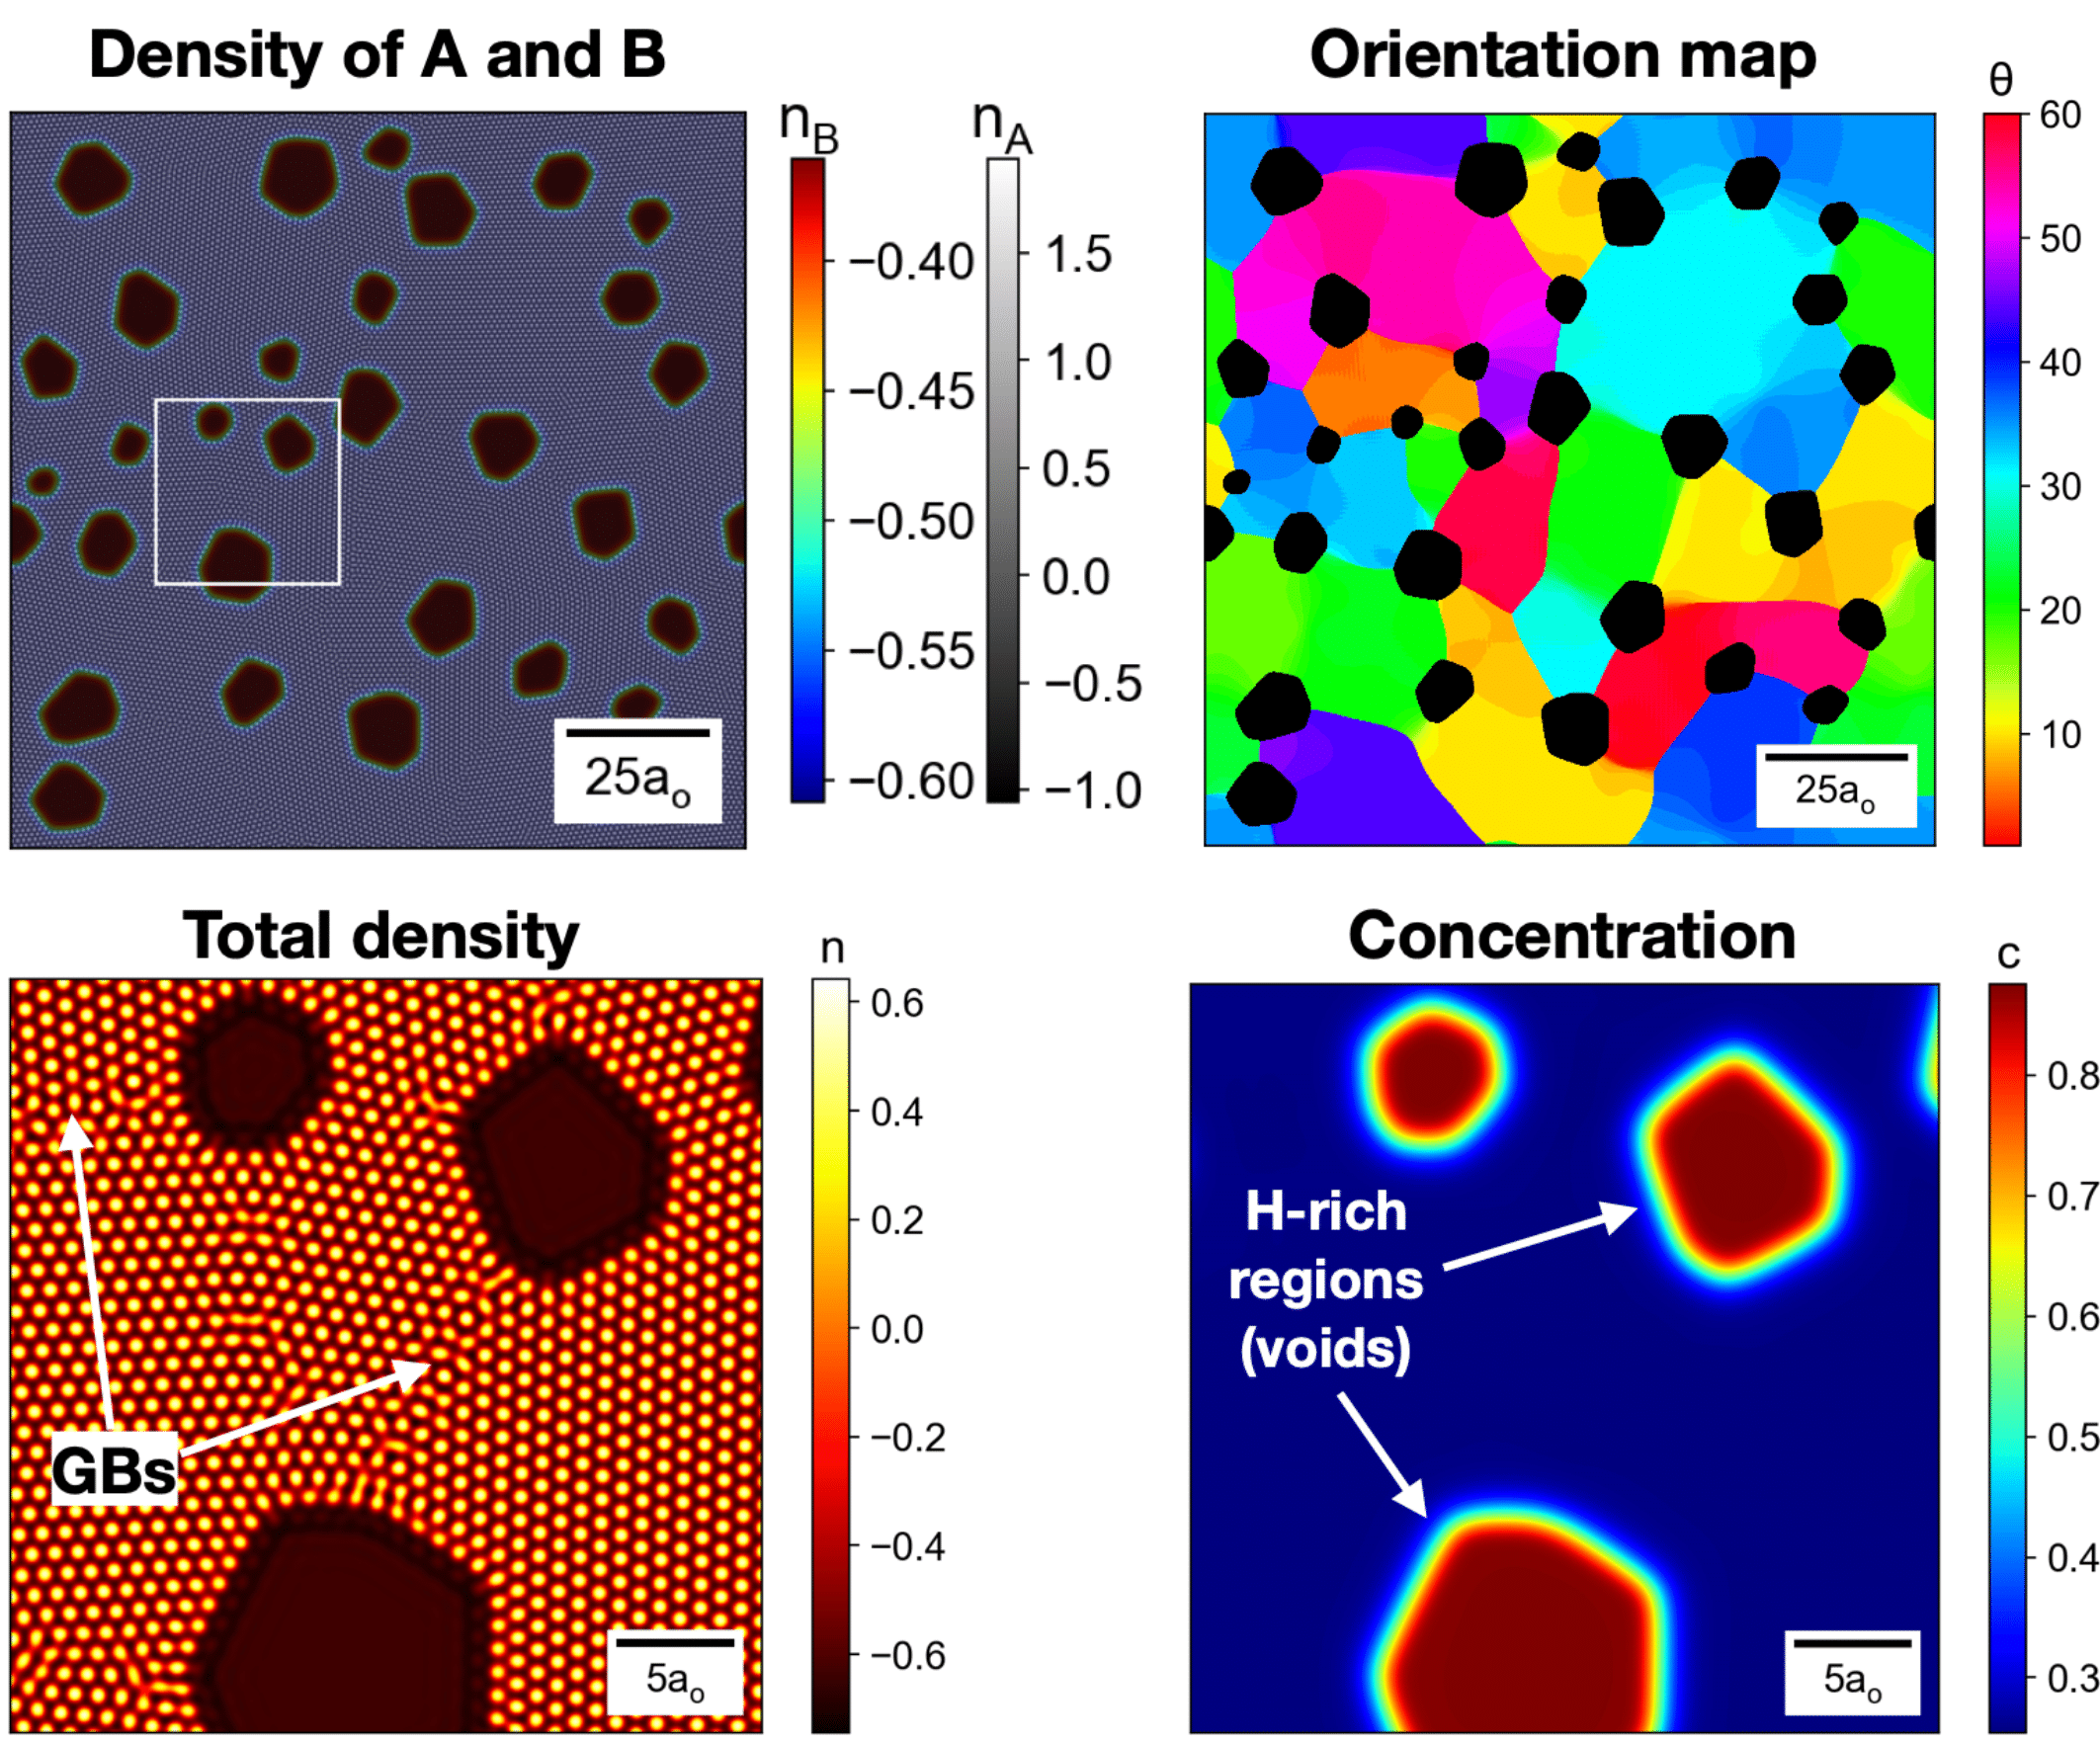 Density of A and B
n_B
−0.40
−0.45
−0.50
−0.55
−0.60
n_A
1.5
1.0
0.5
0.0
−0.5
−1.0
25a_o
Orientation map
θ
60
50
40
30
20
10
25a_o
Total density
n
0.6
0.4
0.2
0.0
−0.2
−0.4
−0.6
GBs
5a_o
Concentration
c
0.8
0.7
0.6
0.5
0.4
0.3
H-rich
regions
(voids)
5a_o